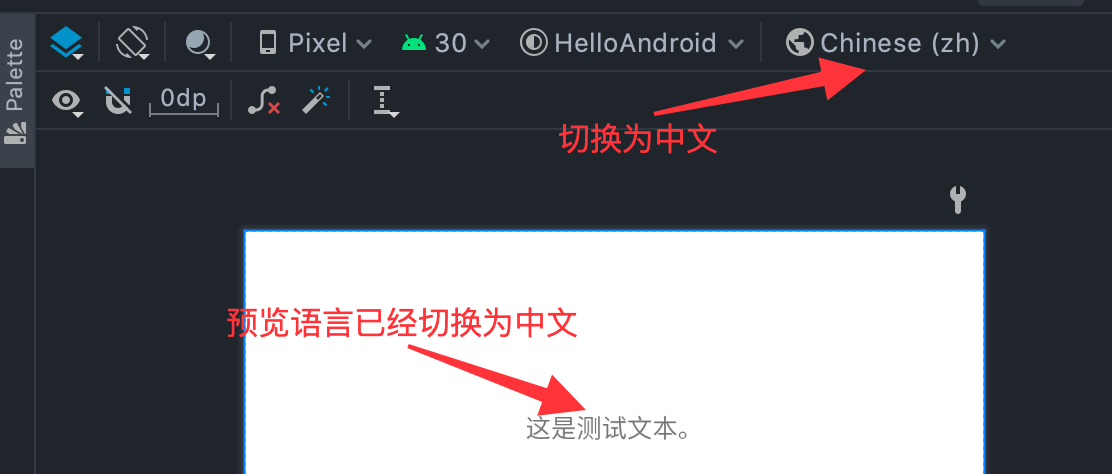 Palette
Pixel
30
HelloAndroid
Chinese (zh)
0dp
切换为中文
预览语言已经切换为中文
这是测试文本。